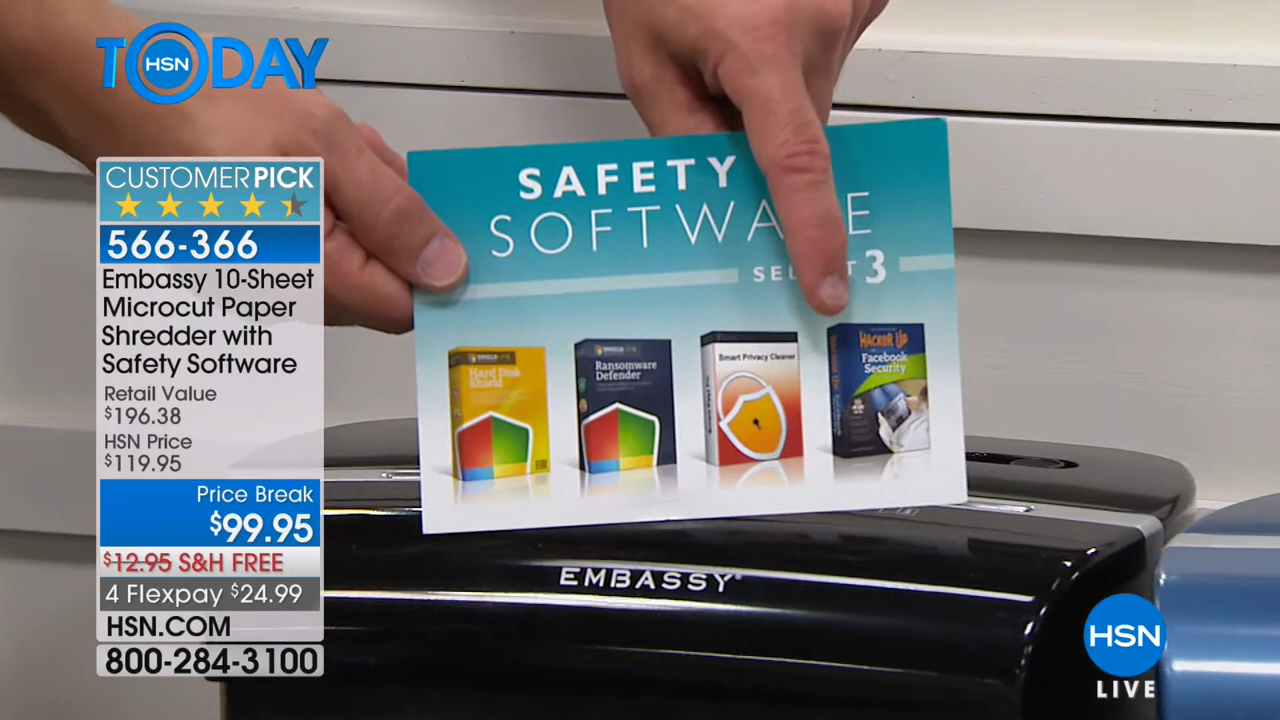 TODAY
HSN
CUSTOMER PICK
566-366
Embassy 10-Sheet
Microcut Paper
Shredder with
Safety Software
Retail Value
$196.38
HSN Price
$119.95
Price Break
$99.95
$12.95 S&H FREE
4 Flexpay $24.99
HSN.COM
800-284-3100
SAFETY
3
Hard Disk
Shield
Ransomware
Defender
Smart Privacy Cleaner
HACKER UP
Facebook
Security
EMBASSY
HSN
LIVE